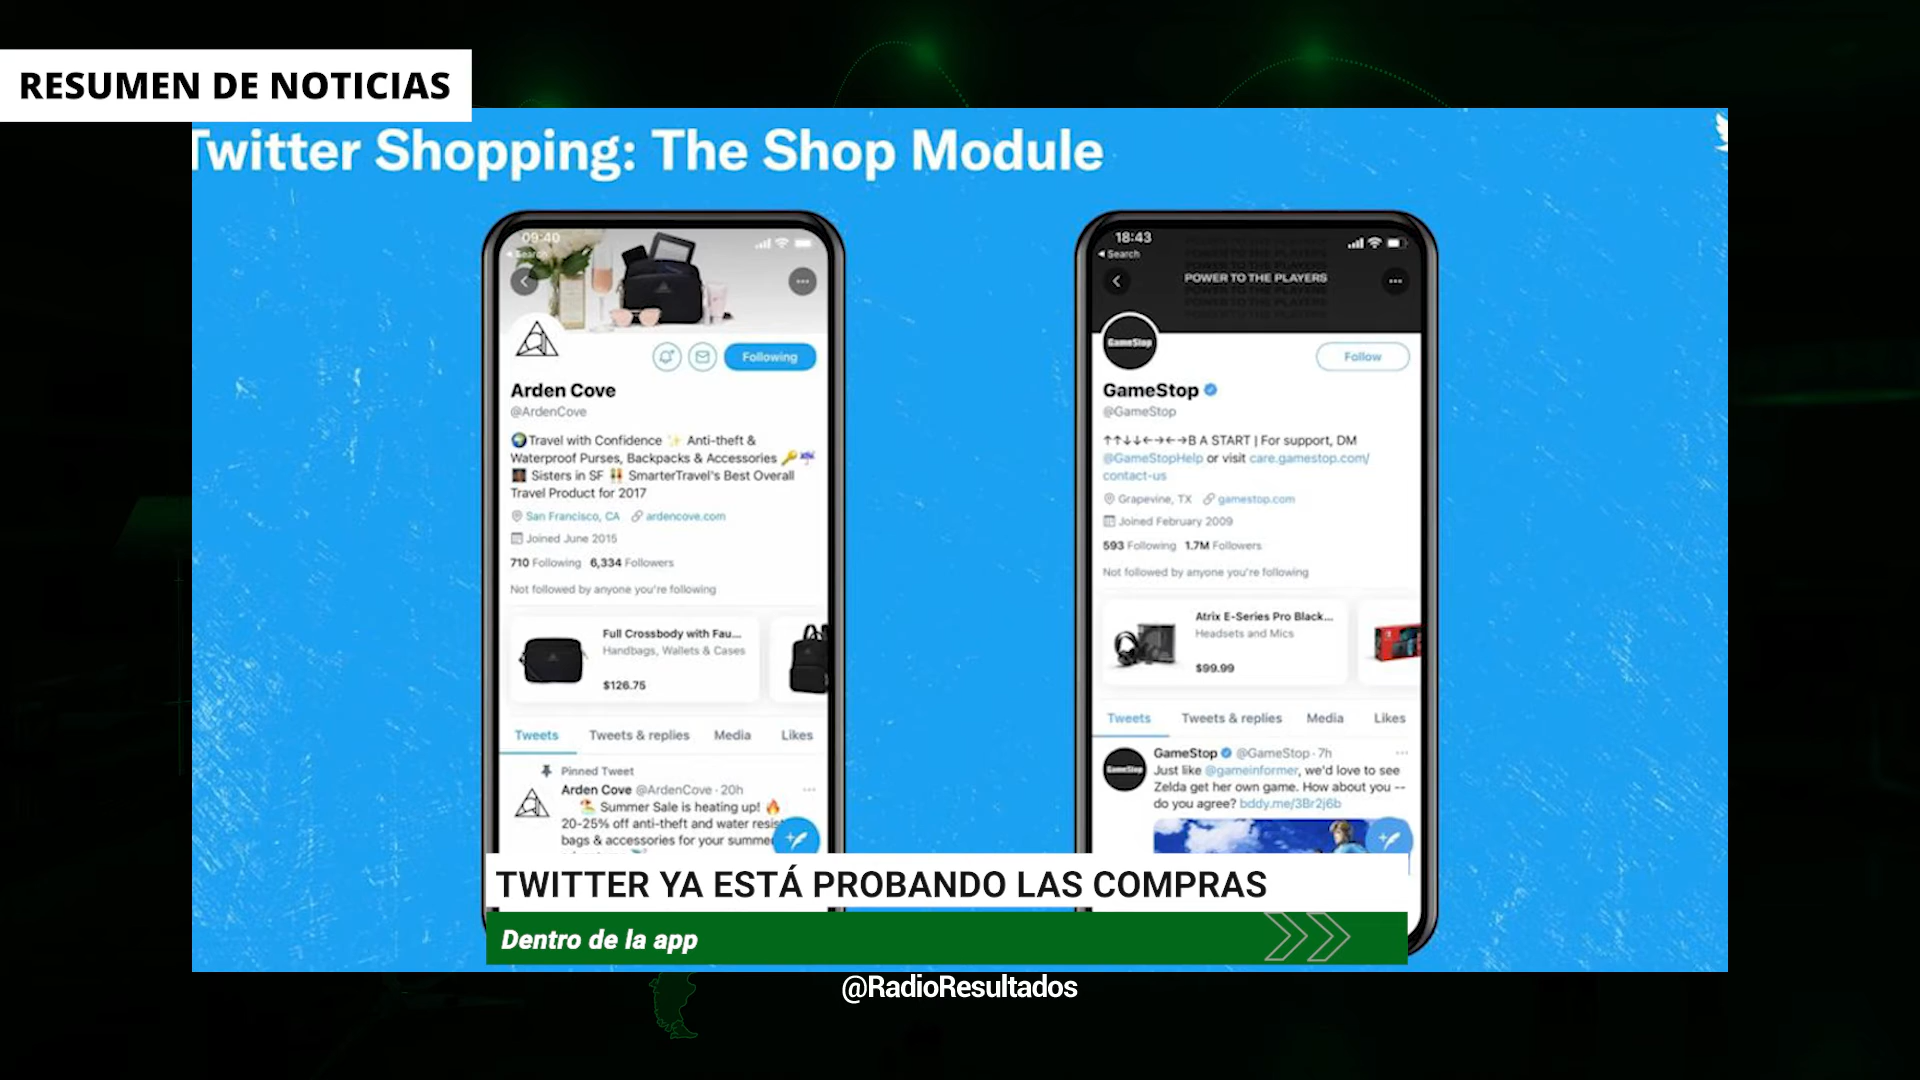 RESUMEN DE NOTICIAS
Twitter Shopping: The Shop Module
09:40
Search
Following
Arden Cove
@ArdenCove
Travel with Confidence ✨ Anti-theft &
Waterproof Purses, Backpacks & Accessories
Sisters in SF SmarterTravel's Best Overall
Travel Product for 2017
San Francisco, CA ardencove.com
Joined June 2015
710 Following 6,334 Followers
Not followed by anyone you're following
Full Crossbody with Fau...
Handbags, Wallets & Cases
$126.75
Tweets Tweets & replies Media Likes
Pinned Tweet
Arden Cove @ArdenCove · 20h
Summer Sale is heating up! 🔥
20-25% off anti-theft and water resis
bags & accessories for your summe
18:43
Search
POWER TO THE PLAYERS
GameStop
Follow
GameStop
@GameStop
↑↑↓↓←→←→B A START | For support, DM
@GameStopHelp or visit care.gamestop.com/
contact-us
Grapevine, TX gamestop.com
Joined February 2009
593 Following 1.7M Followers
Not followed by anyone you're following
Atrix E-Series Pro Black...
Headsets and Mics
$99.99
Tweets Tweets & replies Media Likes
GameStop
GameStop @GameStop · 7h
Just like @gameinformer, we'd love to see
Zelda get her own game. How about you --
do you agree? bddy.me/3Br2j6b
TWITTER YA ESTÁ PROBANDO LAS COMPRAS
Dentro de la app
@RadioResultados